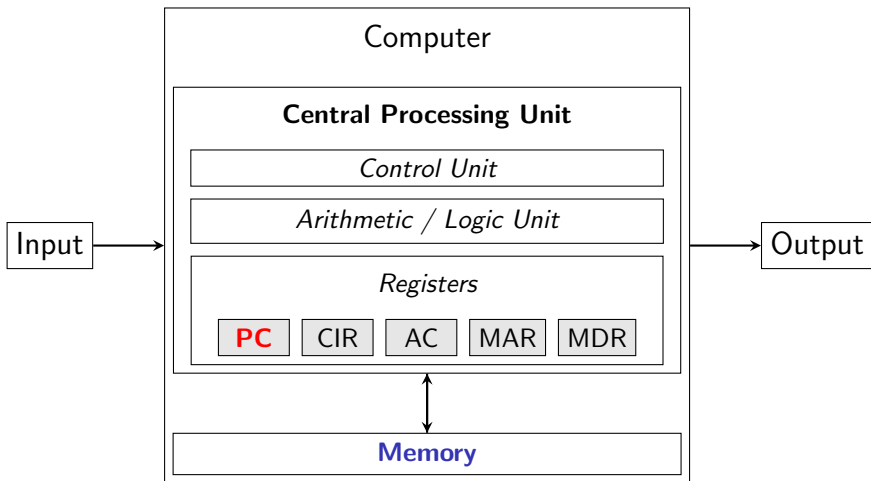 Computer
Central Processing Unit
Control Unit
Arithmetic / Logic Unit
Input
Output
Registers
PC CIR AC MAR MDR
Memory